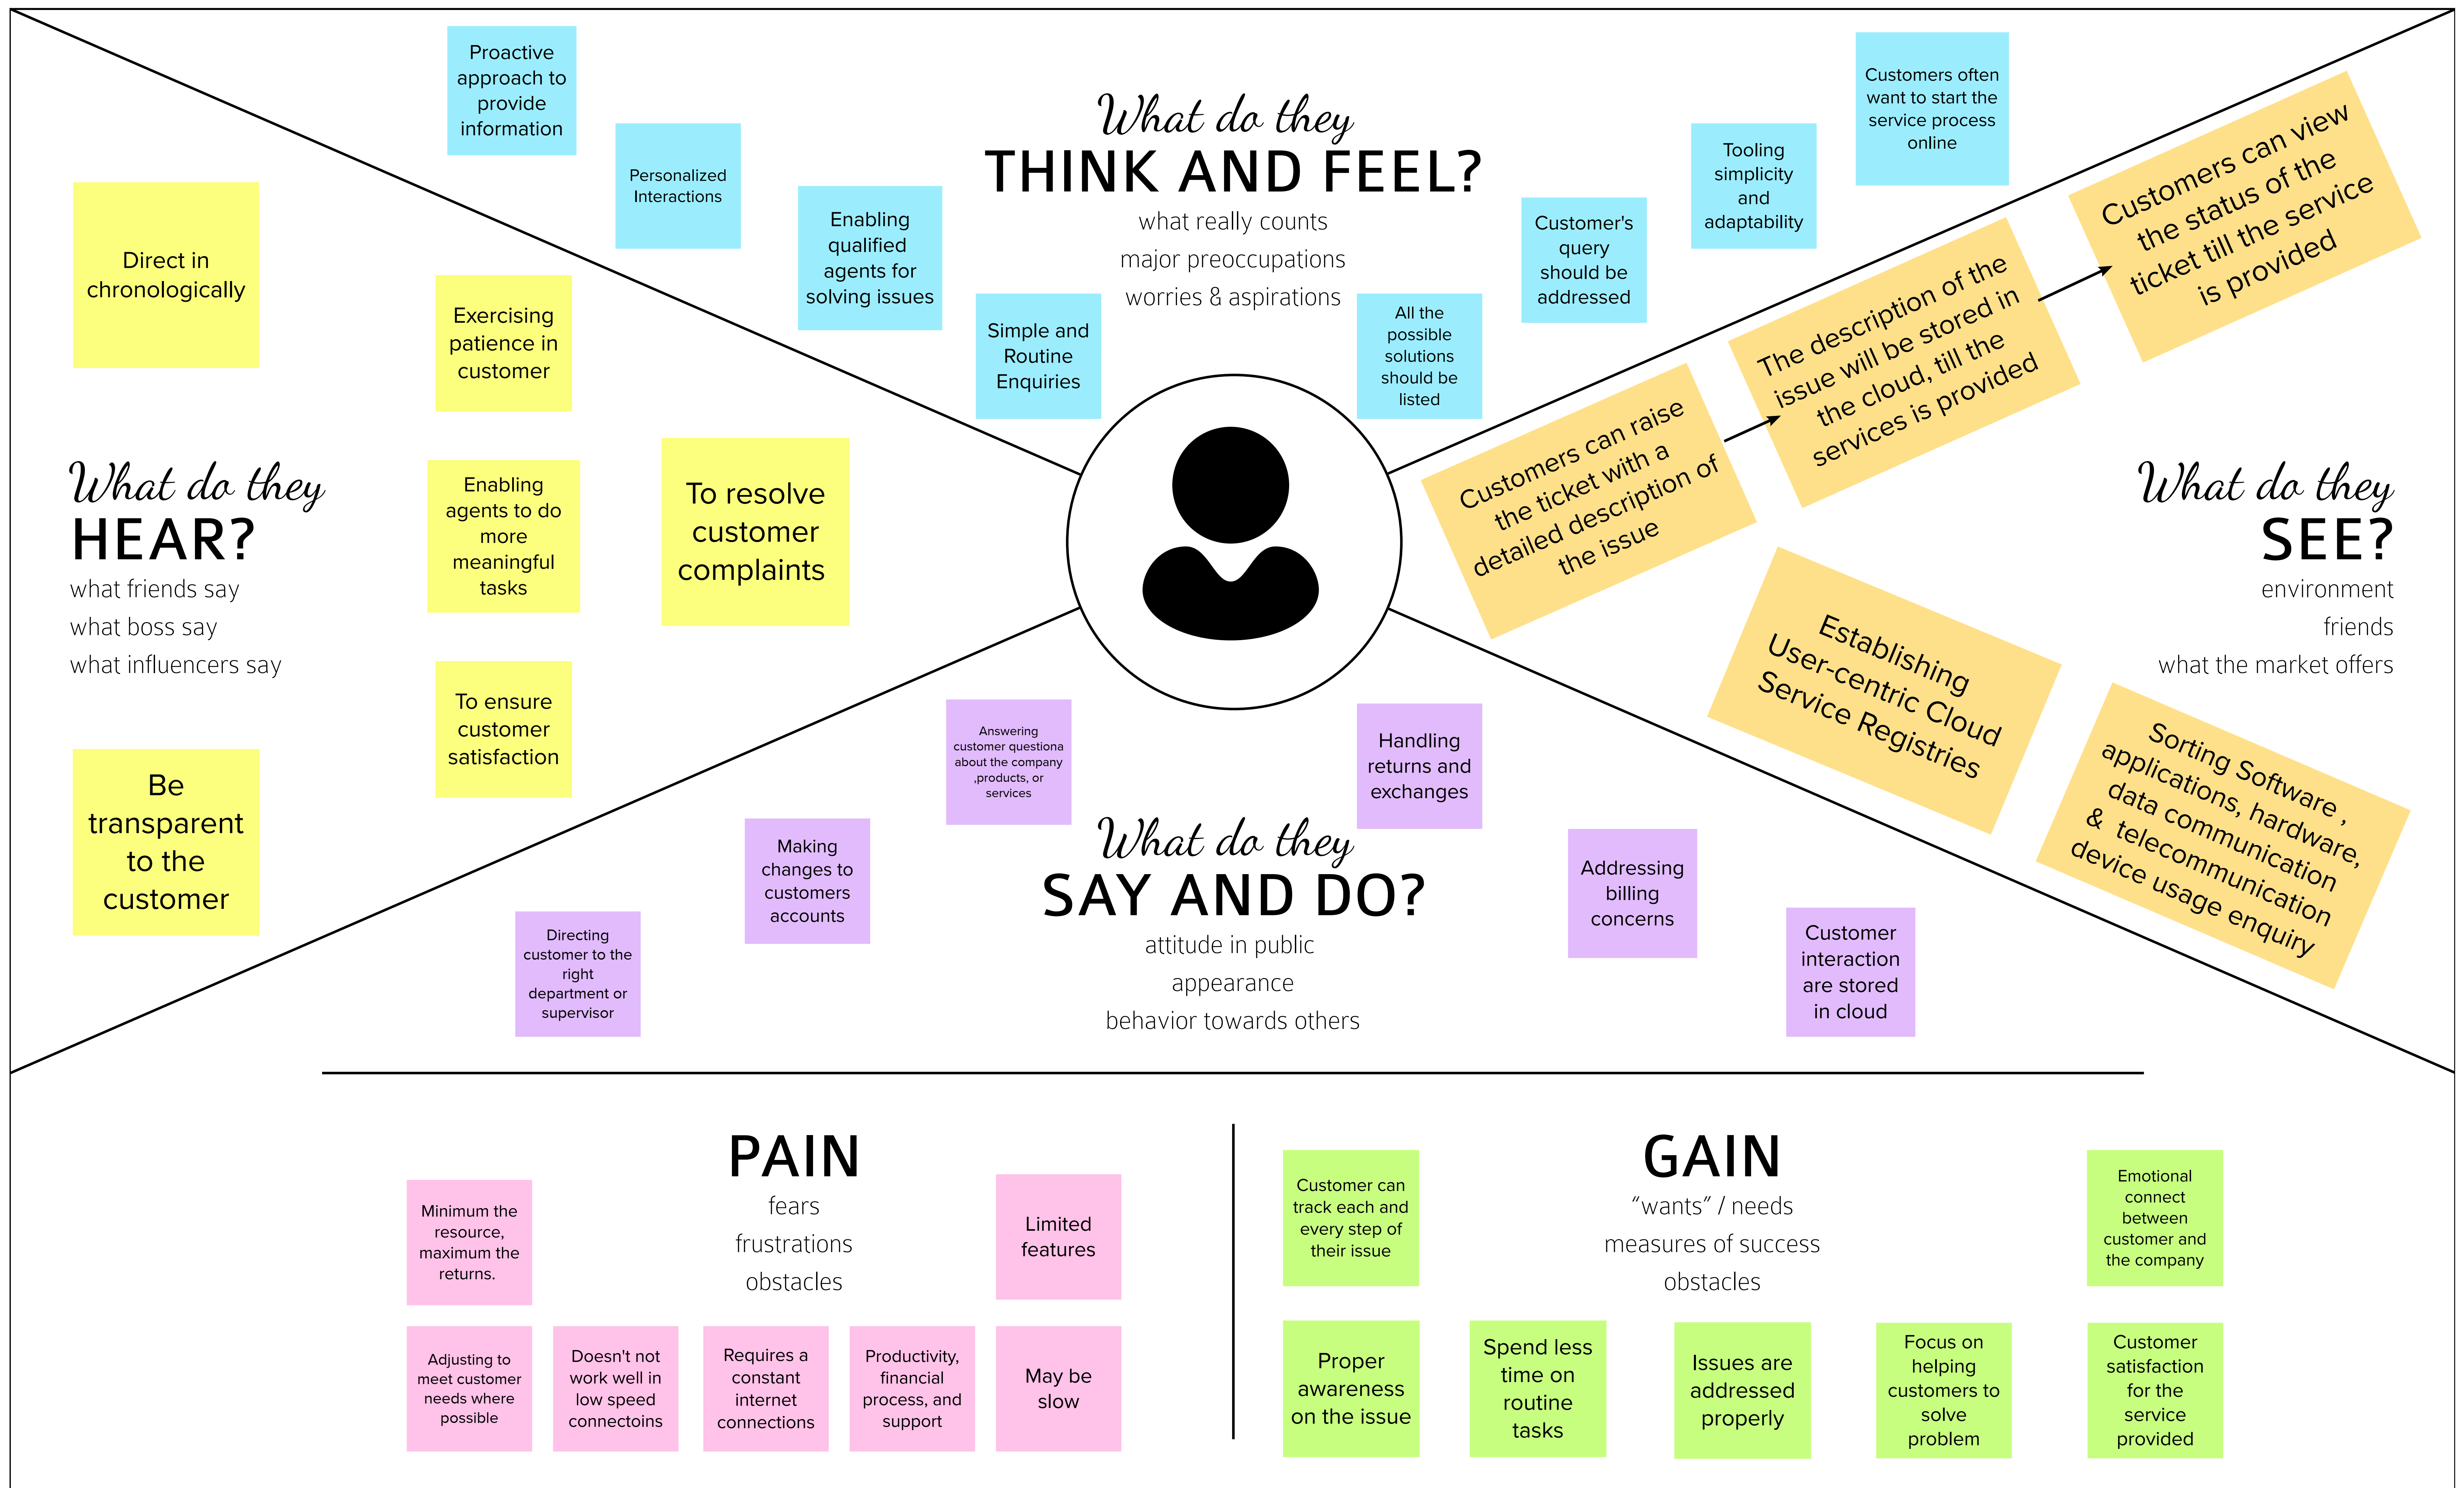 What do they
THINK AND FEEL?
what really counts
major preoccupations
worries & aspirations
Proactive
approach to
provide
information
Personalized
Interactions
Enabling
qualified
agents for
solving issues
Simple and
Routine
Enquiries
All the
possible
solutions
should be
listed
Customer's
query
should be
addressed
Tooling
simplicity
and
adaptability
Customers often
want to start the
service process
online
What do they
HEAR?
what friends say
what boss say
what influencers say
Direct in
chronologically
Exercising
patience in
customer
Enabling
agents to do
more
meaningful
tasks
To resolve
customer
complaints
To ensure
customer
satisfaction
Be
transparent
to the
customer
What do they
SEE?
environment
friends
what the market offers
Customers can raise
the ticket with a
detailed description of
the issue
The description of the
issue will be stored in
the cloud, till the
services is provided
Customers can view
the status of the
ticket till the service
is provided
Establishing
User-centric Cloud
Service Registries
Sorting Software ,
applications, hardware,
data communication
& telecommunication
device usage enquiry
What do they
SAY AND DO?
attitude in public
appearance
behavior towards others
Directing
customer to the
right
department or
supervisor
Making
changes to
customers
accounts
Answering
customer questiona
about the company
,products, or
services
Handling
returns and
exchanges
Addressing
billing
concerns
Customer
interaction
are stored
in cloud
PAIN
fears
frustrations
obstacles
Minimum the
resource,
maximum the
returns.
Limited
features
Adjusting to
meet customer
needs where
possible
Doesn't not
work well in
low speed
connectoins
Requires a
constant
internet
connections
Productivity,
financial
process, and
support
May be
slow
GAIN
"wants" / needs
measures of success
obstacles
Customer can
track each and
every step of
their issue
Emotional
connect
between
customer and
the company
Proper
awareness
on the issue
Spend less
time on
routine
tasks
Issues are
addressed
properly
Focus on
helping
customers to
solve
problem
Customer
satisfaction
for the
service
provided